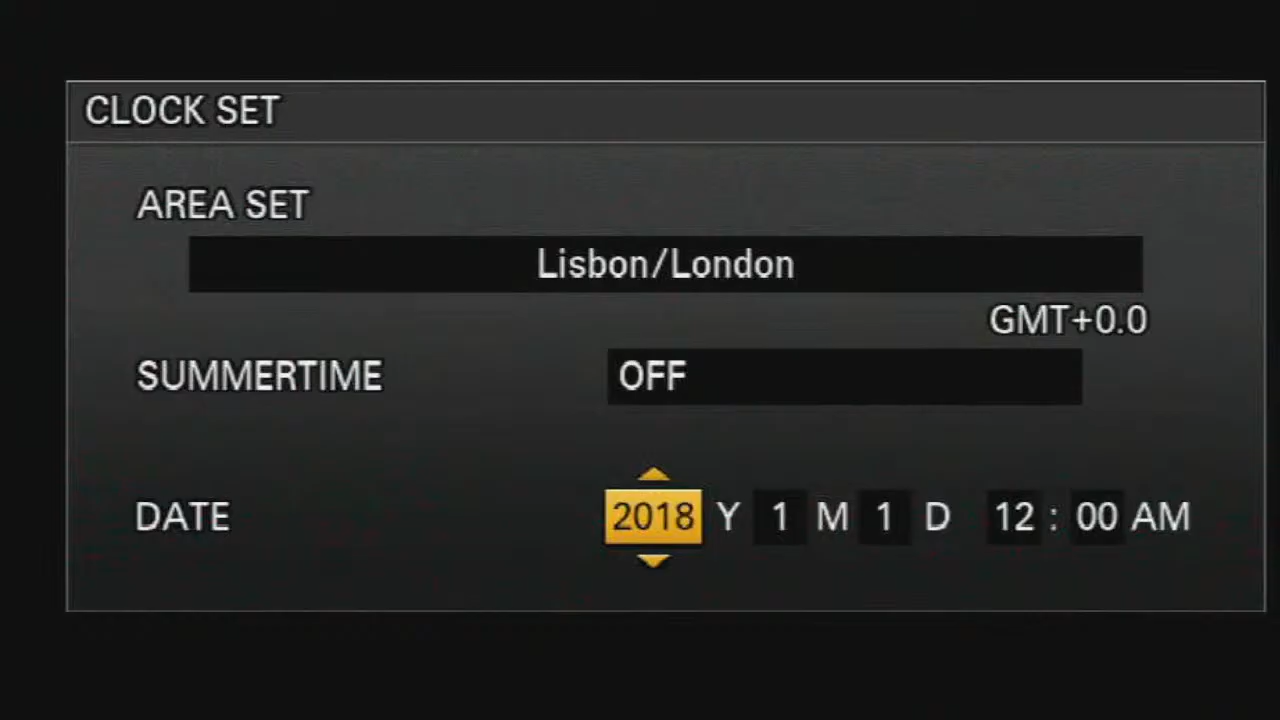 CLOCK SET
AREA SET
Lisbon/London
GMT+0.0
SUMMERTIME OFF
DATE 2018 Y 1 M 1 D 12 : 00 AM